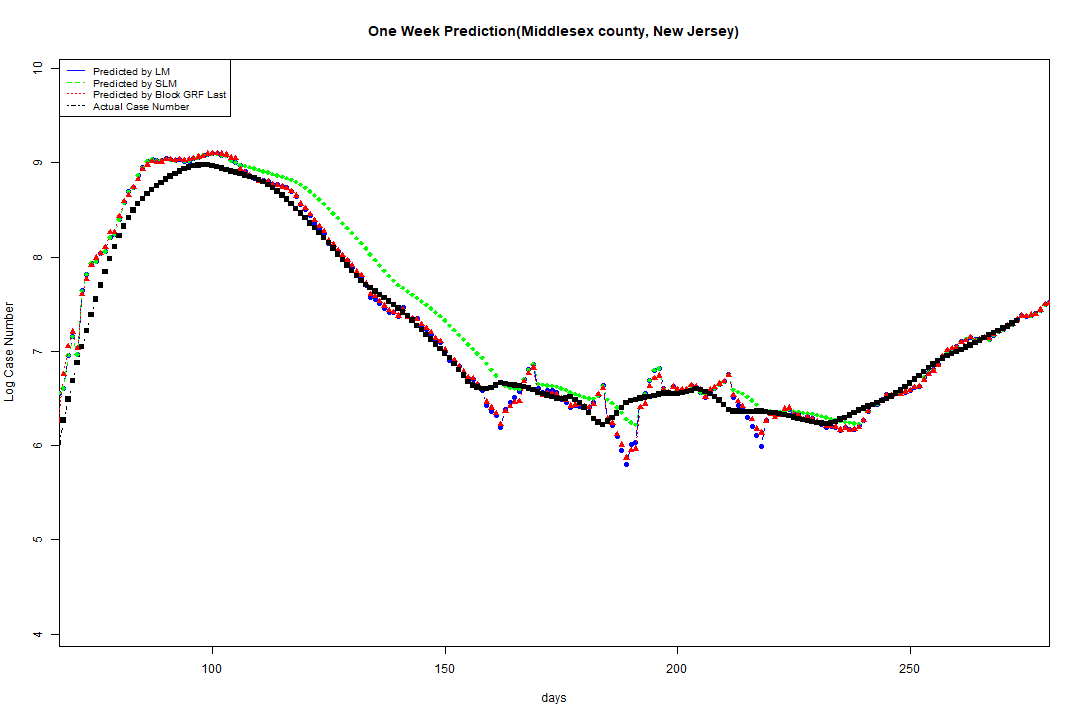 One Week Prediction(Middlesex county, New Jersey)
Predicted by LM
Predicted by SLM
Predicted by Block GRF Last
Actual Case Number
Log Case Number
10
9
8
7
6
5
4
100
150
200
250
days